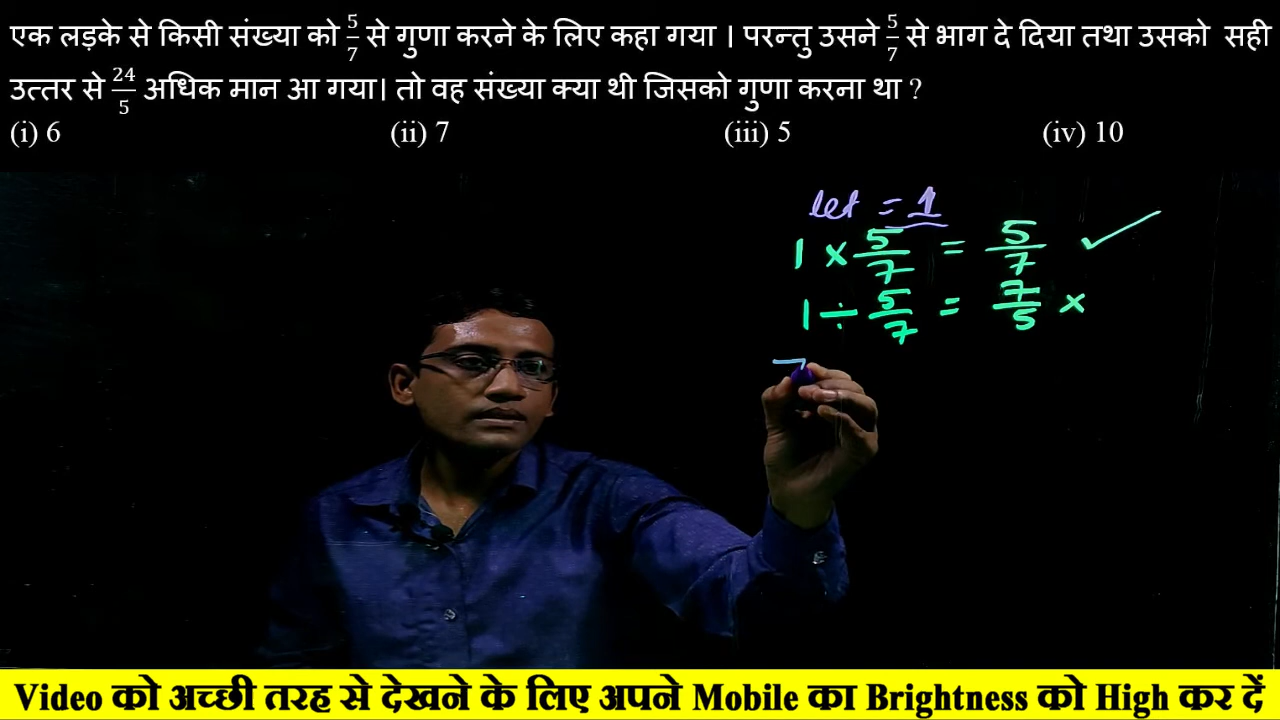 एक लड़के से किसी संख्या को 5/7 से गुणा करने के लिए कहा गया । परन्तु उसने 5/7 से भाग दे दिया तथा उसको सही
उत्तर से 24/5 अधिक मान आ गया। तो वह संख्या क्या थी जिसको गुणा करना था ?
(i) 6 (ii) 7 (iii) 5 (iv) 10
let = 1
1 × 5/7 = 5/7 ✓
1 ÷ 5/7 = 7/5 ×
Video को अच्छी तरह से देखने के लिए अपने Mobile का Brightness को High कर दें